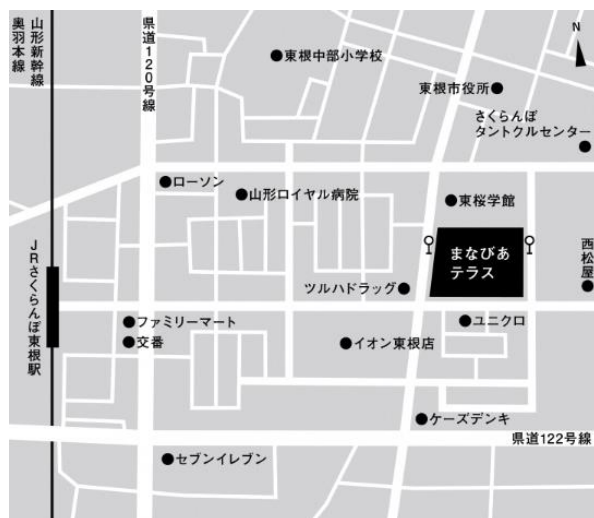 山形新幹線
奥羽本線
県道120号線
N
東根中部小学校
東根市役所
さくらんぼ
タントクルセンター
ローソン
山形ロイヤル病院
東桜学館
まなびあ
テラス
西松屋
JRさくらんぼ東根駅
ツルハドラッグ
ファミリーマート
ユニクロ
交番
イオン東根店
ケーズデンキ
県道122号線
セブンイレブン